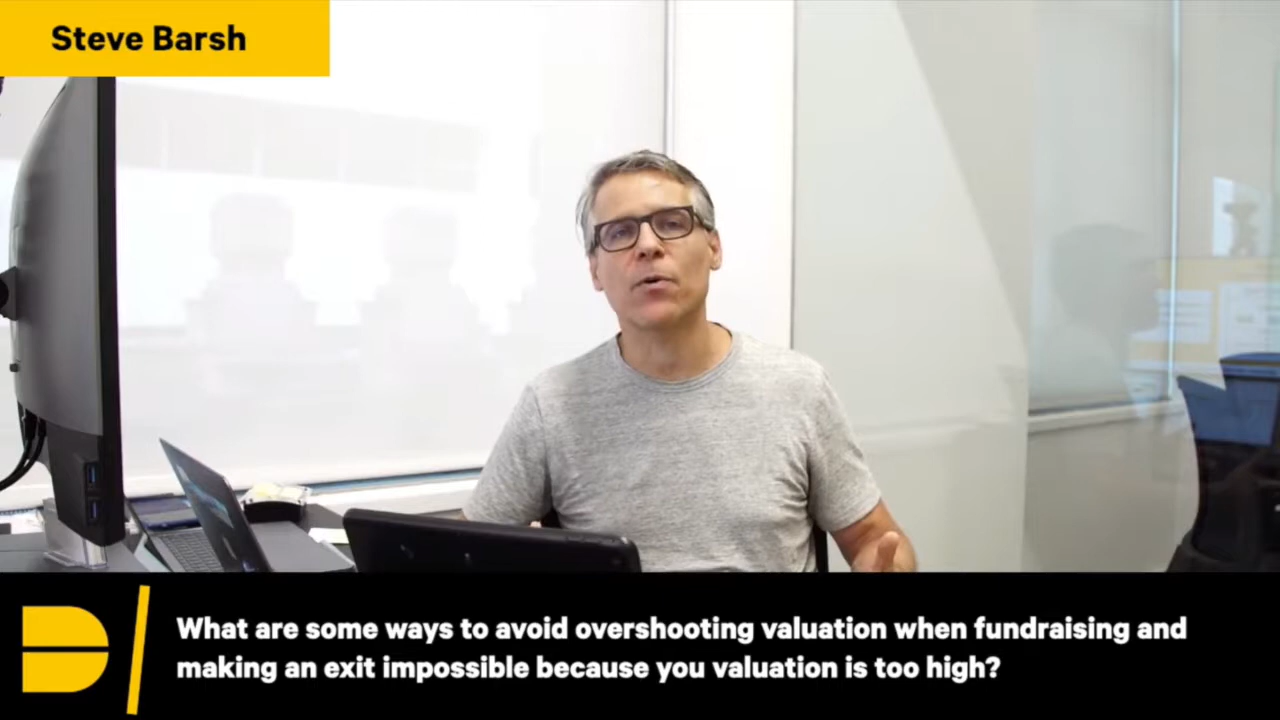 Steve Barsh
What are some ways to avoid overshooting valuation when fundraising and
making an exit impossible because you valuation is too high?